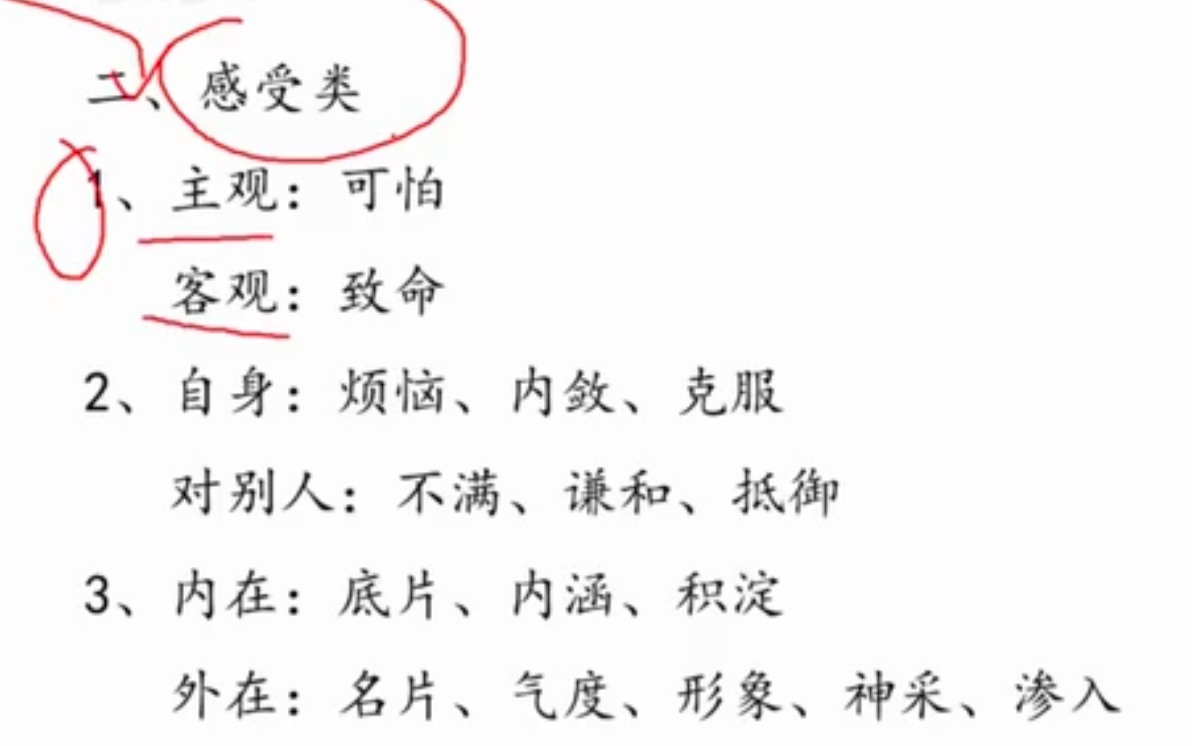 二、感受类
1、主观：可怕
客观：致命
2、自身：烦恼、内敛、克服
对别人：不满、谦和、抵御
3、内在：底片、内涵、积淀
外在：名片、气度、形象、神采、渗入